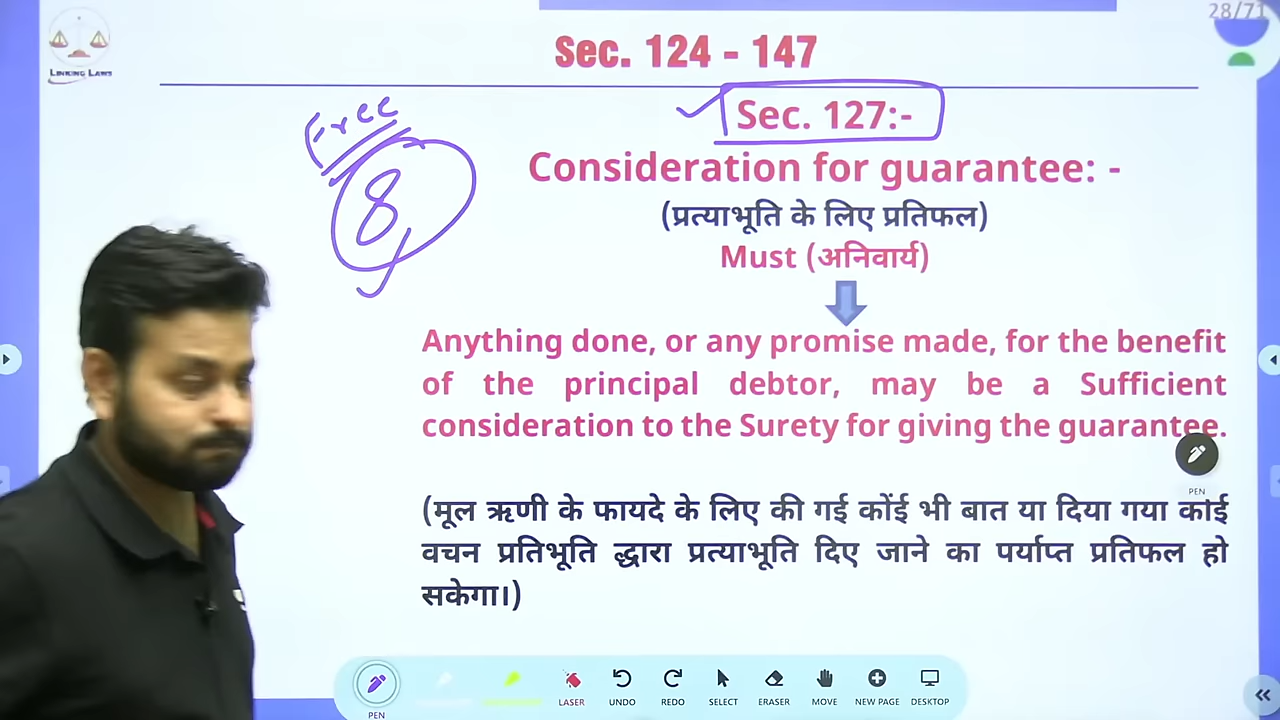 28/71
LINKING LAWS
Sec. 124 - 147
Free
8
Sec. 127:-
Consideration for guarantee: -
(प्रत्याभूति के लिए प्रतिफल)
Must (अनिवार्य)
Anything done, or any promise made, for the benefit
of the principal debtor, may be a Sufficient
consideration to the Surety for giving the guarantee.
PEN
(मूल ऋणी के फायदे के लिए की गई कोंई भी बात या दिया गया कोई
वचन प्रतिभूति द्धारा प्रत्याभूति दिए जाने का पर्याप्त प्रतिफल हो
सकेगा।)
PEN
LASER
UNDO
REDO
SELECT
ERASER
MOVE
NEW PAGE
DESKTOP